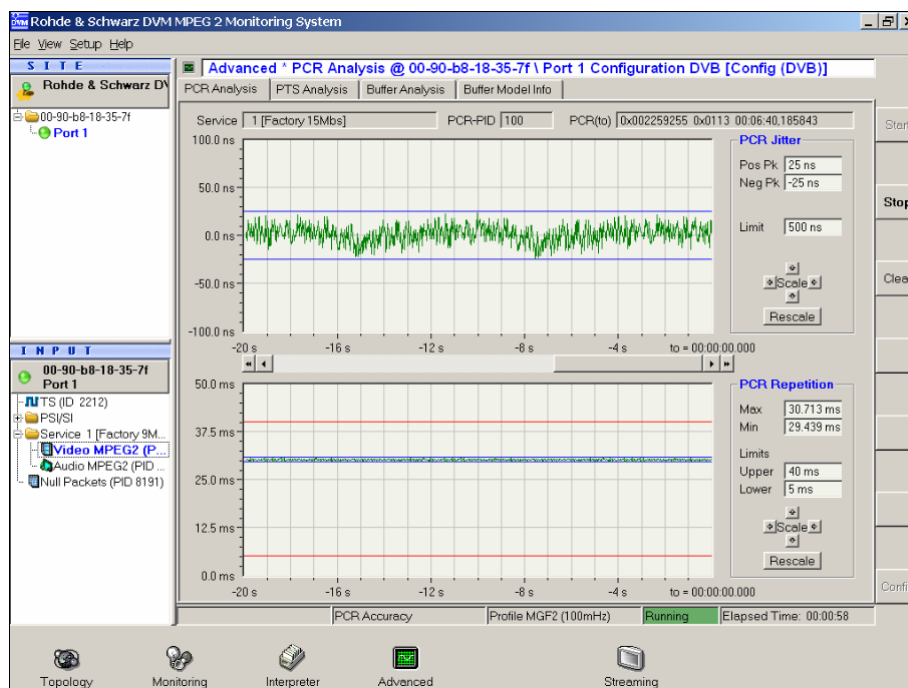 Rohde & Schwarz DVM MPEG 2 Monitoring System
File View Setup Help
S I T E
Rohde & Schwarz DV
00-90-b8-18-35-7f
Port 1
I N P U T
00-90-b8-18-35-7f
Port 1
TS (ID 2212)
PSI/SI
Service 1 [Factory 9M...
Video MPEG2 (P...
Audio MPEG2 (PID ...
Null Packets (PID 8191)
Advanced * PCR Analysis @ 00-90-b8-18-35-7f \ Port 1 Configuration DVB [Config (DVB)]
PCR Analysis PTS Analysis Buffer Analysis Buffer Model Info
Service 1 [Factory 15Mbs] PCR-PID 100 PCR(to) 0x002259255 0x0113 00:06:40,185843
100.0 ns
50.0 ns
0.0 ns
-50.0 ns
-100.0 ns
-20 s -16 s -12 s -8 s -4 s to = 00:00:00.000
PCR Jitter
Pos Pk 25 ns
Neg Pk -25 ns
Limit 500 ns
Scale
Rescale
50.0 ms
37.5 ms
25.0 ms
12.5 ms
0.0 ms
-20 s -16 s -12 s -8 s -4 s to = 00:00:00.000
PCR Repetition
Max 30.713 ms
Min 29.439 ms
Limits
Upper 40 ms
Lower 5 ms
Scale
Rescale
PCR Accuracy Profile MGF2 (100mHz) Running Elapsed Time: 00:00:58
Start
Stop
Clea
Confi
Topology Monitoring Interpreter Advanced Streaming